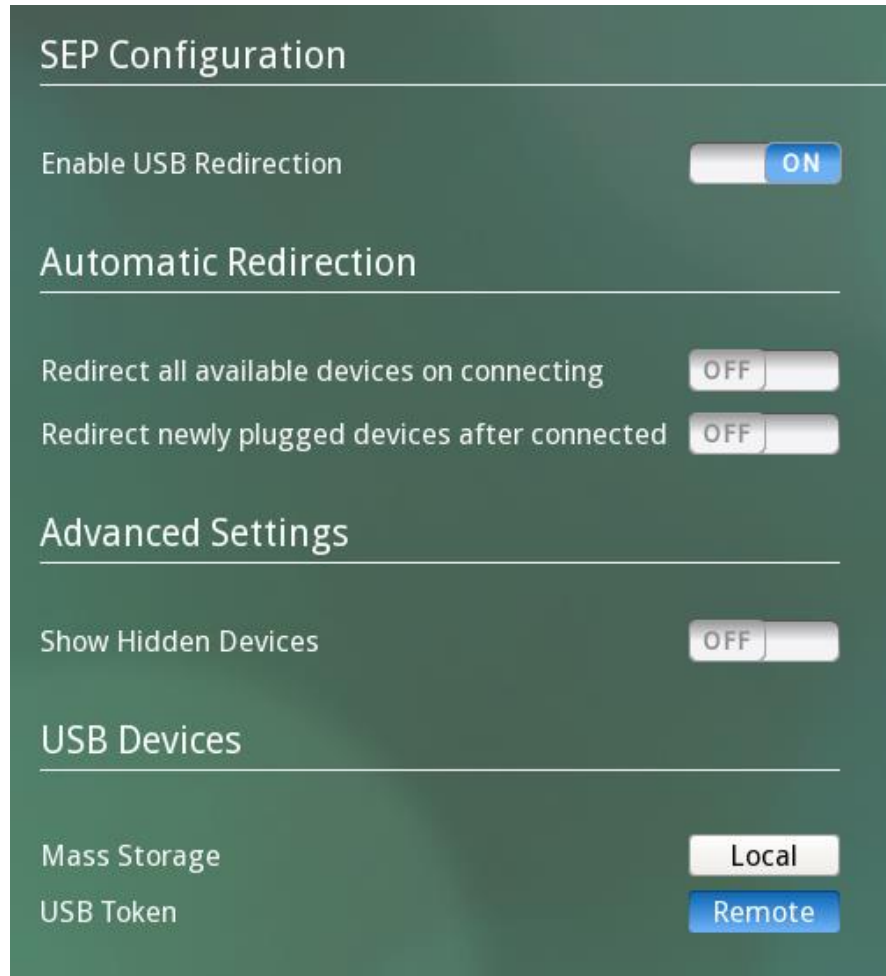 SEP Configuration
Enable USB Redirection ON
Automatic Redirection
Redirect all available devices on connecting OFF
Redirect newly plugged devices after connected OFF
Advanced Settings
Show Hidden Devices OFF
USB Devices
Mass Storage Local
USB Token Remote